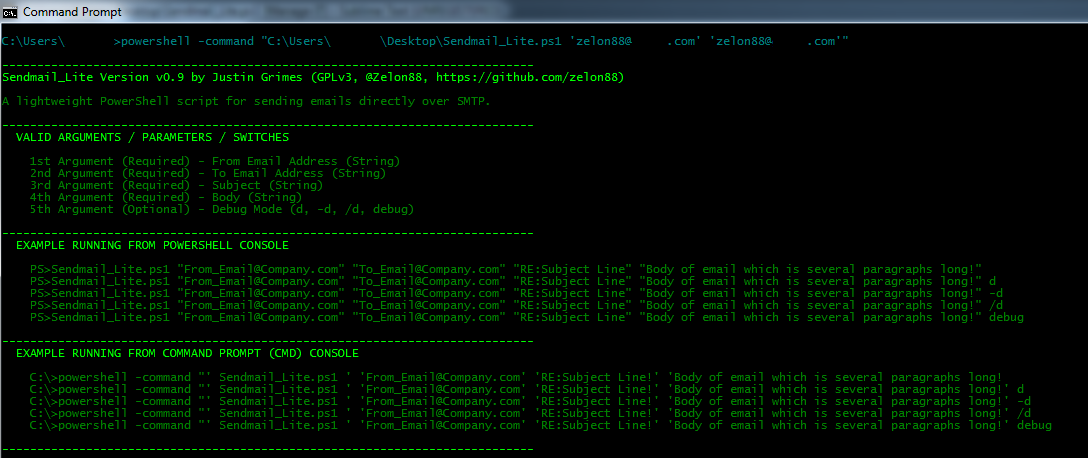 Command Prompt
C:\Users\ >powershell -command "C:\Users\ \Desktop\Sendmail_Lite.ps1 'zelon88@ .com' 'zelon88@ .com'"
--------------------------------------------------------------------------------
Sendmail_Lite Version v0.9 by Justin Grimes (GPLv3, @Zelon88, https://github.com/zelon88)
A lightweight PowerShell script for sending emails directly over SMTP.
--------------------------------------------------------------------------------
VALID ARGUMENTS / PARAMETERS / SWITCHES
1st Argument (Required) - From Email Address (String)
2nd Argument (Required) - To Email Address (String)
3rd Argument (Required) - Subject (String)
4th Argument (Required) - Body (String)
5th Argument (Optional) - Debug Mode (d, -d, /d, debug)
--------------------------------------------------------------------------------
EXAMPLE RUNNING FROM POWERSHELL CONSOLE
PS>Sendmail_Lite.ps1 "From_Email@Company.com" "To_Email@Company.com" "RE:Subject Line" "Body of email which is several paragraphs long!"
PS>Sendmail_Lite.ps1 "From_Email@Company.com" "To_Email@Company.com" "RE:Subject Line" "Body of email which is several paragraphs long!" d
PS>Sendmail_Lite.ps1 "From_Email@Company.com" "To_Email@Company.com" "RE:Subject Line" "Body of email which is several paragraphs long!" -d
PS>Sendmail_Lite.ps1 "From_Email@Company.com" "To_Email@Company.com" "RE:Subject Line" "Body of email which is several paragraphs long!" /d
PS>Sendmail_Lite.ps1 "From_Email@Company.com" "To_Email@Company.com" "RE:Subject Line" "Body of email which is several paragraphs long!" debug
--------------------------------------------------------------------------------
EXAMPLE RUNNING FROM COMMAND PROMPT (CMD) CONSOLE
C:\>powershell -command "' Sendmail_Lite.ps1 ' 'From_Email@Company.com' 'RE:Subject Line!' 'Body of email which is several paragraphs long!
C:\>powershell -command "' Sendmail_Lite.ps1 ' 'From_Email@Company.com' 'RE:Subject Line!' 'Body of email which is several paragraphs long!' d
C:\>powershell -command "' Sendmail_Lite.ps1 ' 'From_Email@Company.com' 'RE:Subject Line!' 'Body of email which is several paragraphs long!' -d
C:\>powershell -command "' Sendmail_Lite.ps1 ' 'From_Email@Company.com' 'RE:Subject Line!' 'Body of email which is several paragraphs long!' /d
C:\>powershell -command "' Sendmail_Lite.ps1 ' 'From_Email@Company.com' 'RE:Subject Line!' 'Body of email which is several paragraphs long!' debug
--------------------------------------------------------------------------------